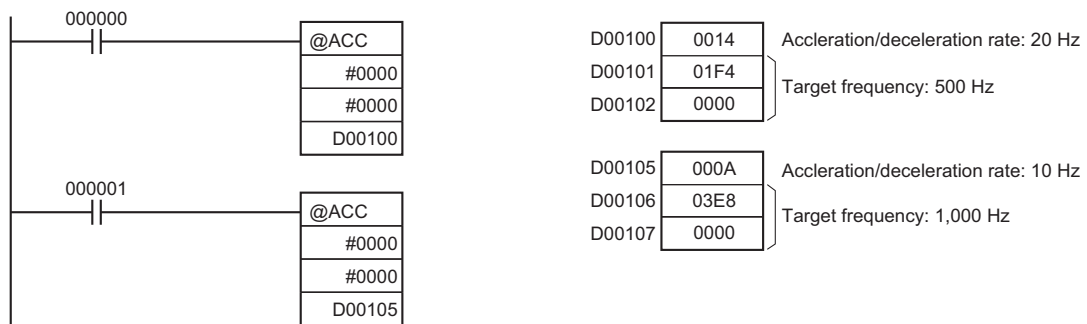 000000
@ACC
#0000
#0000
D00100
000001
@ACC
#0000
#0000
D00105
D00100 0014 Accleration/deceleration rate: 20 Hz
D00101 01F4
Target frequency: 500 Hz
D00102 0000
D00105 000A Accleration/deceleration rate: 10 Hz
D00106 03E8
Target frequency: 1,000 Hz
D00107 0000